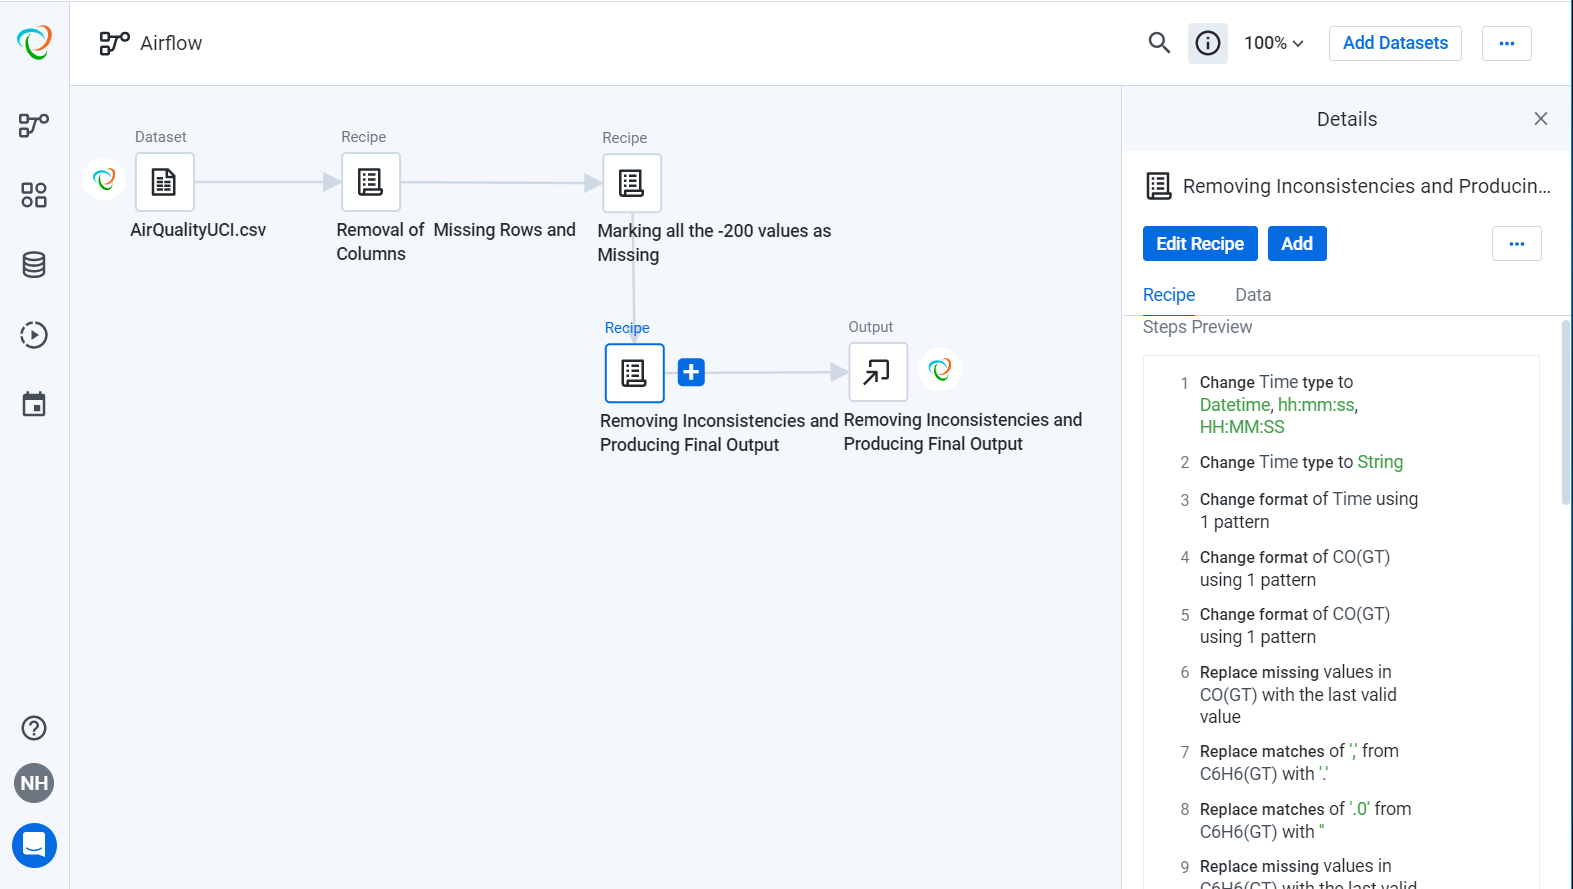 Airflow
100%
Add Datasets
Dataset
Recipe
Recipe
AirQualityUCI.csv
Removal of  Missing Rows and
Columns
Marking all the -200 values as
Missing
Recipe
Output
Removing Inconsistencies and
Producing Final Output
Removing Inconsistencies and
Producing Final Output
NH
Details
Removing Inconsistencies and Producin...
Edit Recipe
Add
Recipe
Data
Steps Preview
1 Change Time type to
Datetime, hh:mm:ss,
HH:MM:SS
2 Change Time type to String
3 Change format of Time using
1 pattern
4 Change format of CO(GT)
using 1 pattern
5 Change format of CO(GT)
using 1 pattern
6 Replace missing values in
CO(GT) with the last valid
value
7 Replace matches of ',' from
C6H6(GT) with '.'
8 Replace matches of '.0' from
C6H6(GT) with ''
9 Replace missing values in
C6H6(GT) with the last valid